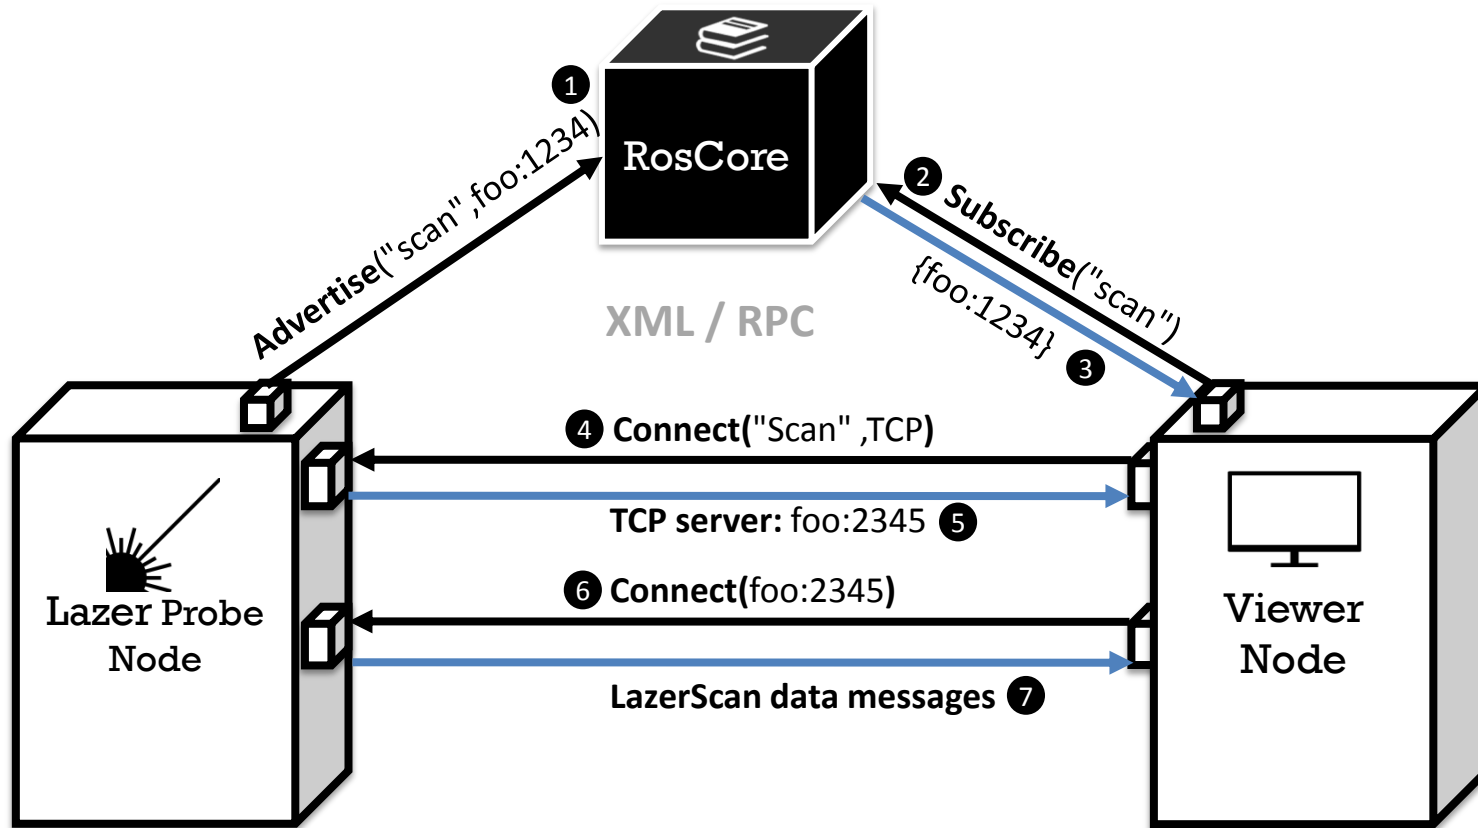 1
Advertise("scan" ,foo:1234)
RosCore
2 Subscribe("scan")
{foo:1234} 3
XML / RPC
4 Connect("Scan" ,TCP)
TCP server: foo:2345 5
6 Connect(foo:2345)
LazerScan data messages 7
Lazer Probe
Node
Viewer
Node